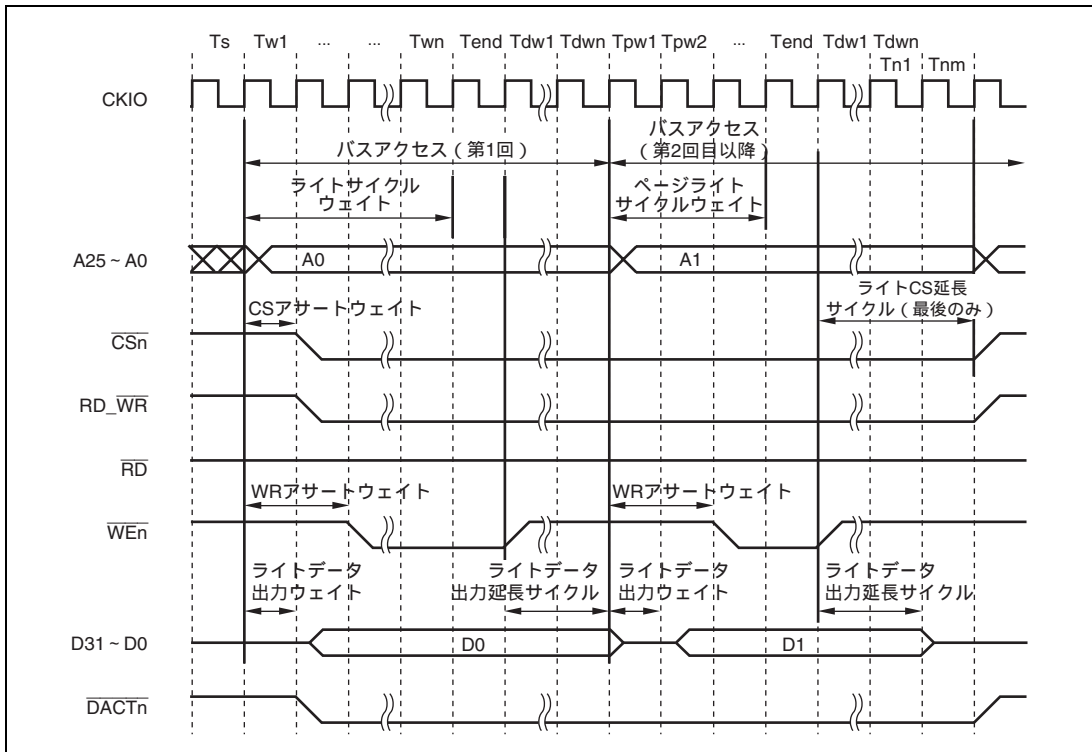 Ts Tw1 ... ... Twn Tend Tdw1 Tdwn Tpw1 Tpw2 ... Tend Tdw1 Tdwn
Tn1 Tnm
CKIO
バスアクセス（第1回）
バスアクセス
（第2回目以降）
ライトサイクル
ウェイト
ページライト
サイクルウェイト
A25～A0
A0
A1
CSアサートウェイト
ライトCS延長
サイクル（最後のみ）
CSn
RD_WR
RD
WRアサートウェイト
WRアサートウェイト
WEn
ライトデータ
出力ウェイト
ライトデータ
出力延長サイクル
ライトデータ
出力ウェイト
ライトデータ
出力延長サイクル
D31～D0
D0
D1
DACTn